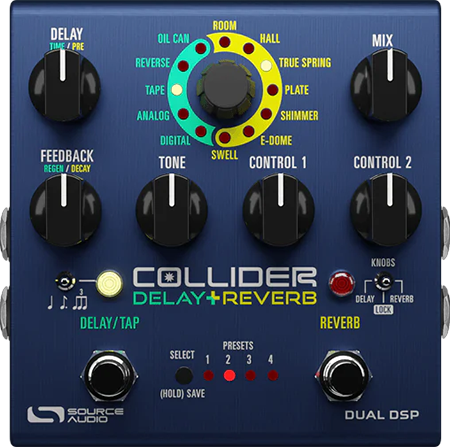 DELAY
TIME / PRE
OIL CAN
ROOM
HALL
MIX
REVERSE
TRUE SPRING
TAPE
PLATE
ANALOG
SHIMMER
DIGITAL
E-DOME
SWELL
FEEDBACK
REGEN / DECAY
TONE
CONTROL 1
CONTROL 2
COLLIDER
DELAY+REVERB
KNOBS
DELAY
REVERB
LOCK
DELAY/TAP
REVERB
PRESETS
SELECT
1 2 3 4
(HOLD) SAVE
SOURCE
AUDIO
DUAL DSP